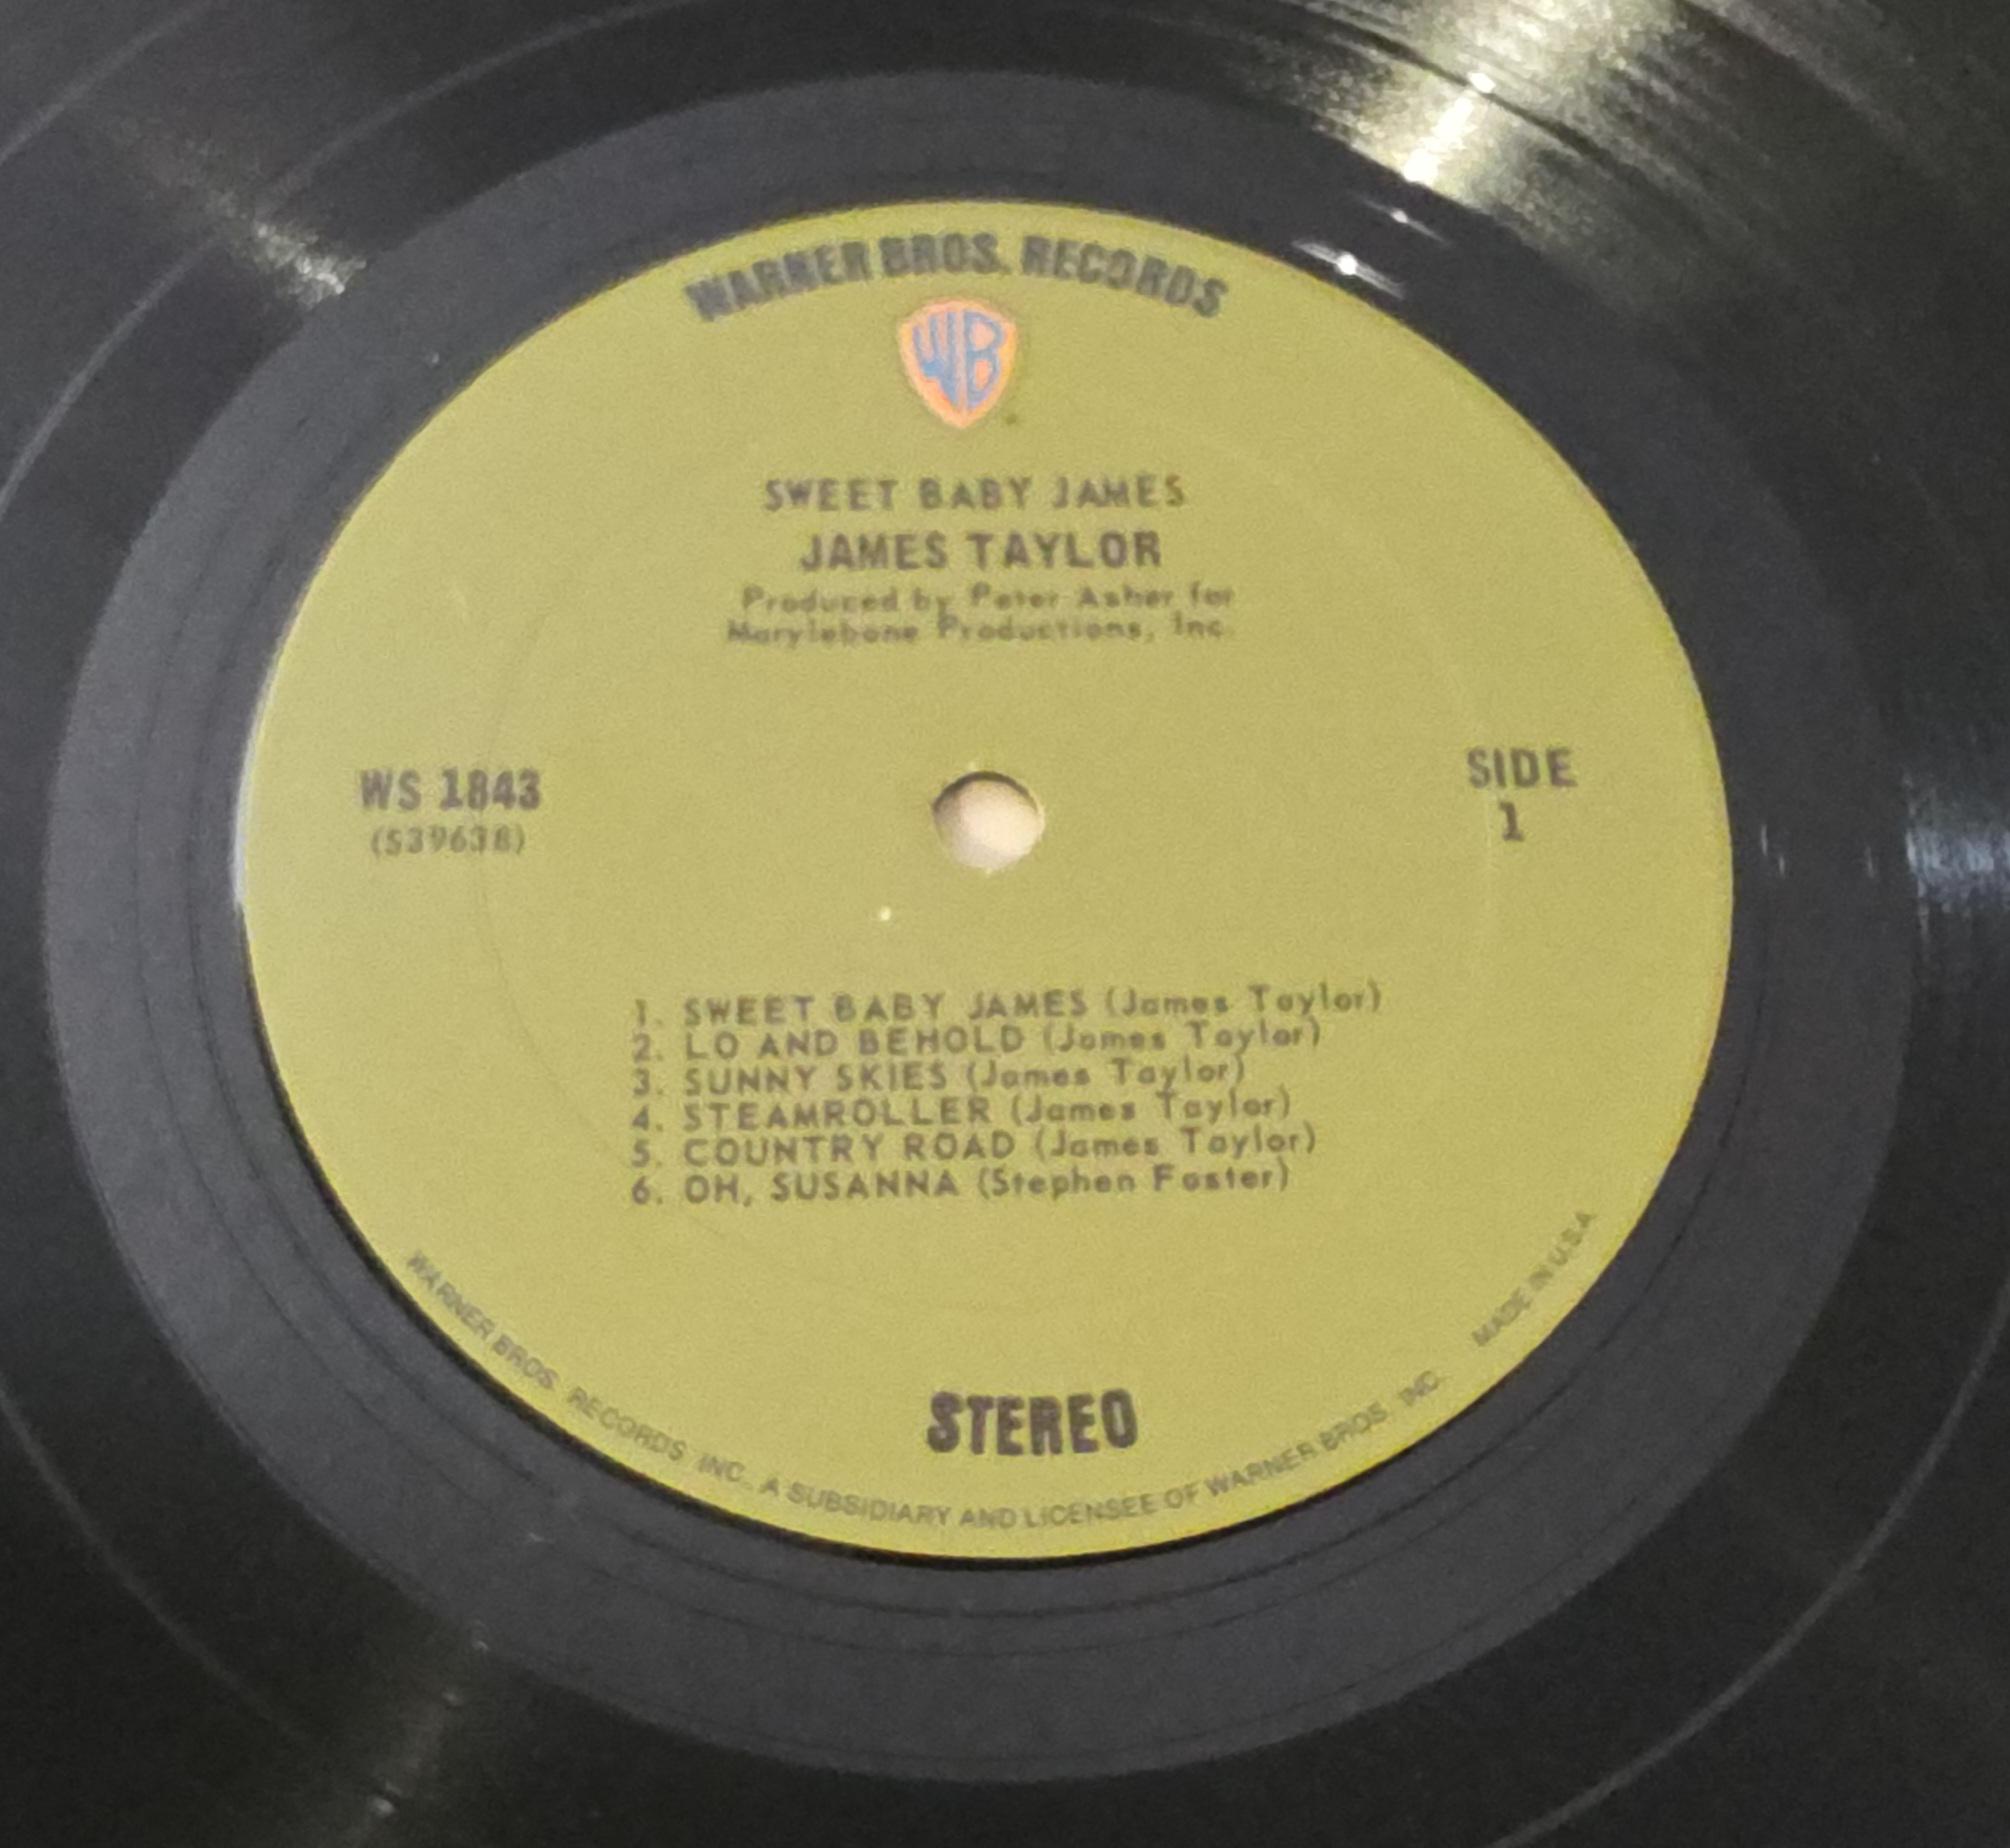 WARNER BROS. RECORDS
WB
SWEET BABY JAMES
JAMES TAYLOR
Produced by Peter Asher for
Marylebone Productions, Inc.
WS 1843
(S39638)
SIDE
1
1. SWEET BABY JAMES (James Taylor)
2. LO AND BEHOLD (James Taylor)
3. SUNNY SKIES (James Taylor)
4. STEAMROLLER (James Taylor)
5. COUNTRY ROAD (James Taylor)
6. OH, SUSANNA (Stephen Foster)
STEREO
WARNER BROS. RECORDS INC., A SUBSIDIARY AND LICENSEE OF WARNER BROS. INC. MADE IN U.S.A.